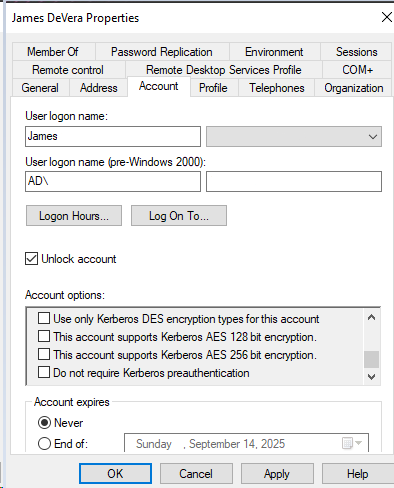 James DeVera Properties
Member Of Password Replication Environment Sessions
Remote control Remote Desktop Services Profile COM+
General Address Account Profile Telephones Organization
User logon name:
James
User logon name (pre-Windows 2000):
AD\
Logon Hours... Log On To...
Unlock account
Account options:
Use only Kerberos DES encryption types for this account
This account supports Kerberos AES 128 bit encryption.
This account supports Kerberos AES 256 bit encryption.
Do not require Kerberos preauthentication
Account expires
Never
End of: Sunday , September 14, 2025
OK Cancel Apply Help